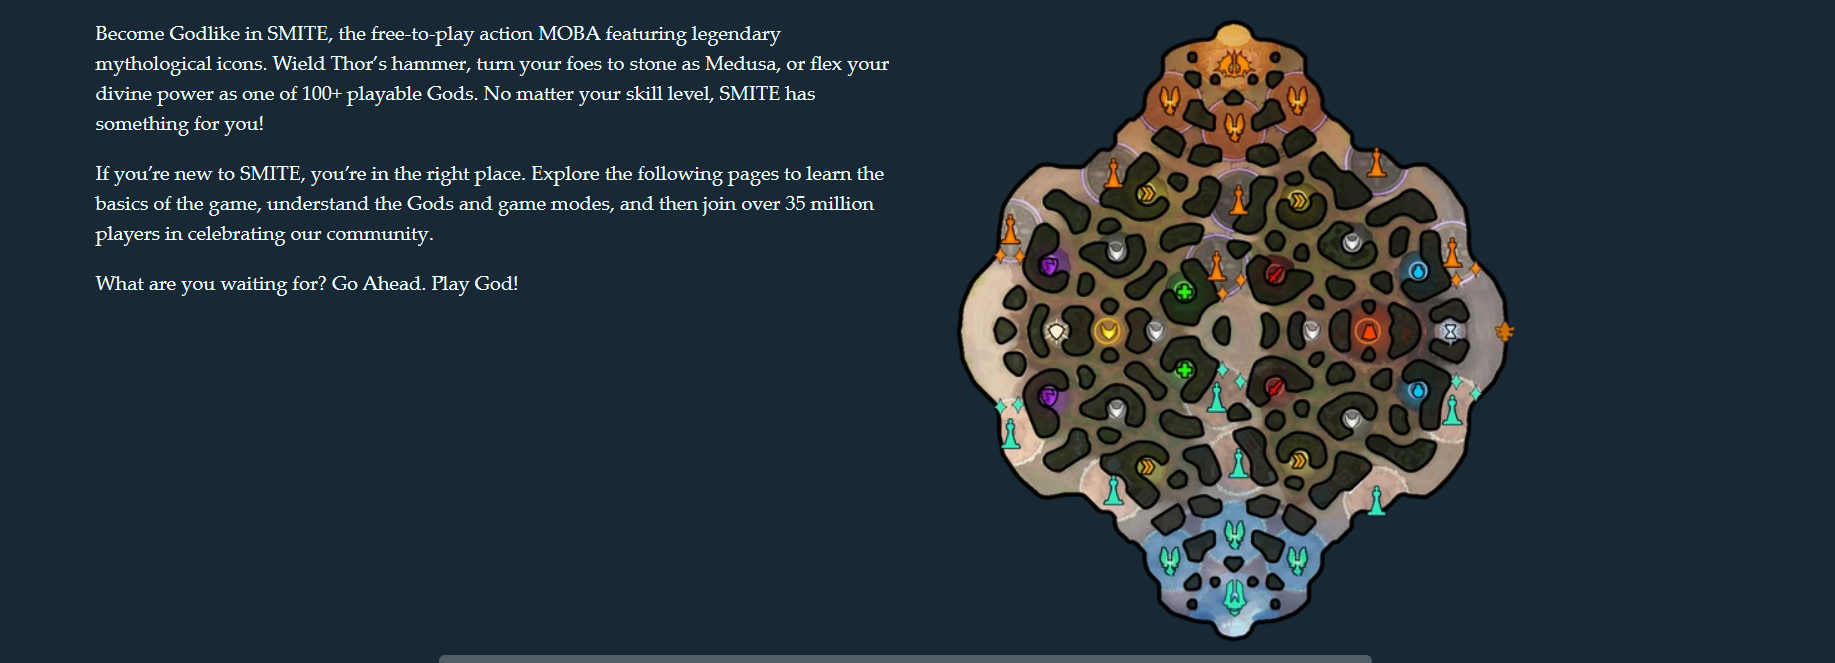 Become Godlike in SMITE, the free-to-play action MOBA featuring legendary
mythological icons. Wield Thor’s hammer, turn your foes to stone as Medusa, or flex your
divine power as one of 100+ playable Gods. No matter your skill level, SMITE has
something for you!
If you’re new to SMITE, you’re in the right place. Explore the following pages to learn the
basics of the game, understand the Gods and game modes, and then join over 35 million
players in celebrating our community.
What are you waiting for? Go Ahead. Play God!